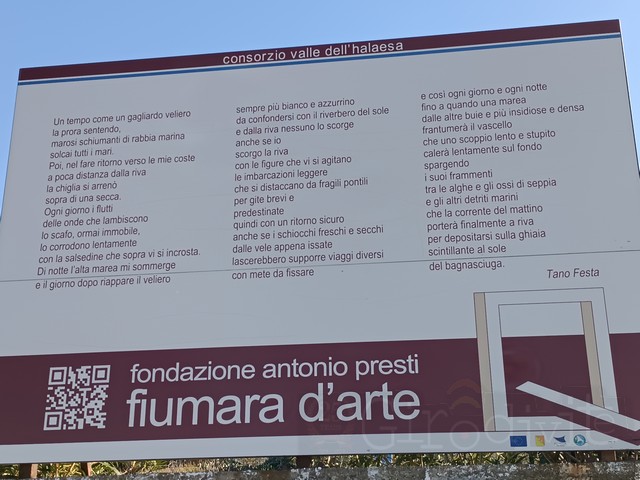 consorzio valle dell'halaesa
Un tempo come un gagliardo veliero
la prora sentendo,
marosi schiumanti di rabbia marina
solcai tutti i mari.
Poi, nel fare ritorno verso le mie coste
a poca distanza dalla riva
la chiglia si arrenò
sopra di una secca.
Ogni giorno i flutti
delle onde che lambiscono
lo scafo, ormai immobile,
lo corrodono lentamente
con la salsedine che sopra vi si incrosta.
Di notte l'alta marea mi sommerge
e il giorno dopo riappare il veliero
sempre più bianco e azzurrino
da confondersi con il riverbero del sole
e dalla riva nessuno lo scorge
anche se io
scorgo la riva
con le figure che vi si agitano
le imbarcazioni leggere
che si distaccano da fragili pontili
per gite brevi e
predestinate
quindi con un ritorno sicuro
anche se i schiocchi freschi e secchi
dalle vele appena issate
lascerebbero supporre viaggi diversi
con mete da fissare
e così ogni giorno e ogni notte
fino a quando una marea
dalle altre buie e più insidiose e densa
frantumerà il vascello
che uno scoppio lento e stupito
calerà lentamente sul fondo
spargendo
i suoi frammenti
tra le alghe e gli ossi di seppia
e gli altri detriti marini
che la corrente del mattino
porterà finalmente a riva
per depositarsi sulla ghiaia
scintillante al sole
del bagnasciuga.
Tano Festa
fondazione antonio presti
fiumara d'arte
Girodivite